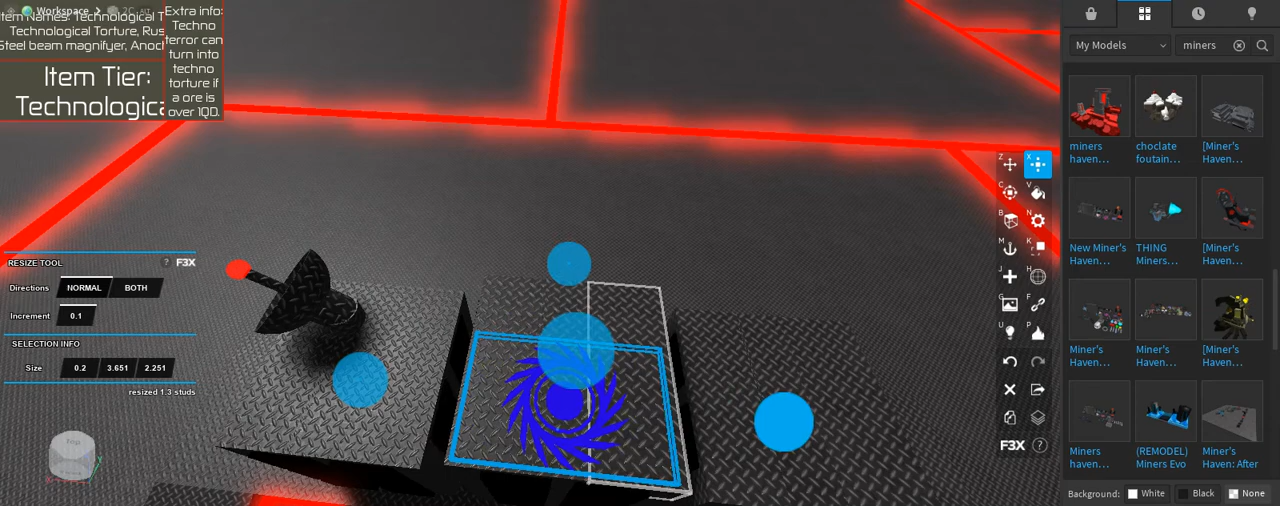 Workspace
Item Names: Technological T
Technological Torture, Rus
Steel beam magnifyer, Anod
Item Tier:
Technologica
Extra info:
Techno
terror can
turn into
techno
torture if
a ore is
over 1QD.
RESIZE TOOL ? F3X
Directions NORMAL BOTH
Increment 0.1
SELECTION INFO
Size 0.2 3.651 2.251
resized 1.3 studs
Top
Z X
C V
B N
M K
J H
G F
U P
F3X ?
My Models miners
miners
haven...
choclate
foutain...
[Miner's
Haven...
New Miner's
Haven...
THING
Miners...
[Miner's
Haven...
Miner's
Haven...
Miner's
Haven...
[Miner's
Haven...
Miners
haven...
(REMODEL)
Miners Evo
Miner's
Haven: After
Background: White Black None